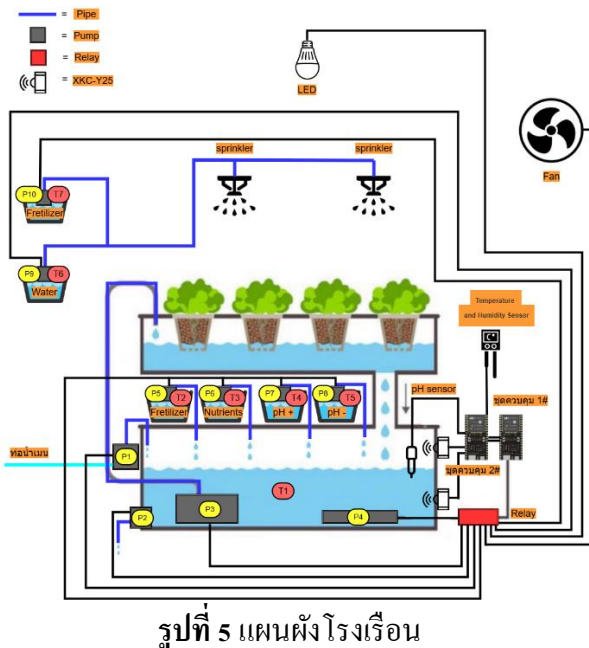 = Pipe
= Pump
= Relay
= XKC-Y25
LED
Fan
sprinkler
sprinkler
P10
T7
Fretilizer
P9
T6
Water
Temperature
and Humidity Sensor
P5
T2
Fretilizer
P6
T3
Nutrients
P7
T4
pH +
P8
T5
pH -
pH sensor
ชุดควบคุม 1#
ชุดควบคุม 2#
ท่อน้ำเมน
P1
T1
P2
P3
P4
Relay
รูปที่ 5 แผนผังโรงเรือน